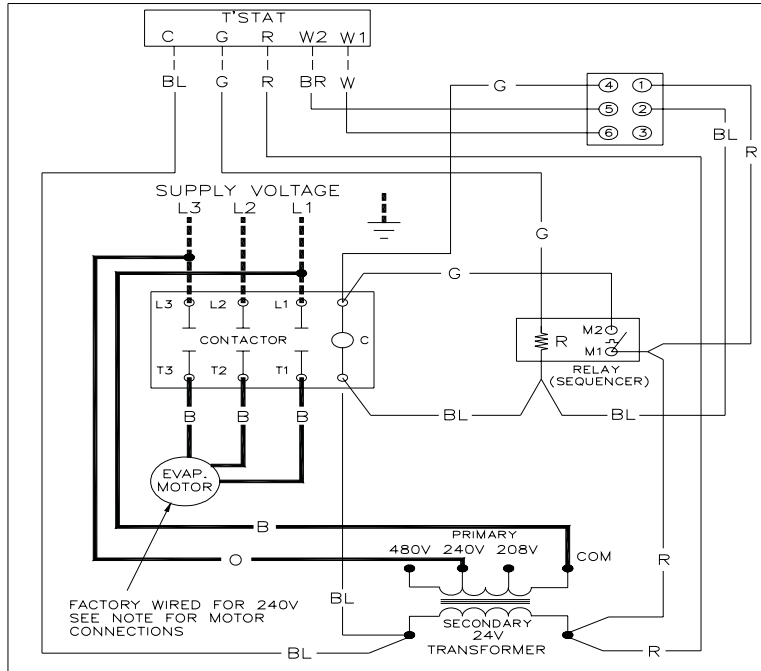 T'STAT
C G R W2 W1
BL G R BR W
G
4 1
5 2
6 3
BL
R
SUPPLY VOLTAGE
L3 L2 L1
G
G
L3 L2 L1
CONTACTOR
C
T3 T2 T1
R
M2
M1
RELAY
(SEQUENCER)
B B B
BL
BL
EVAP.
MOTOR
B
PRIMARY
480V 240V 208V
COM
O
R
FACTORY WIRED FOR 240V
SEE NOTE FOR MOTOR
CONNECTIONS
BL
SECONDARY
24V
TRANSFORMER
BL
R